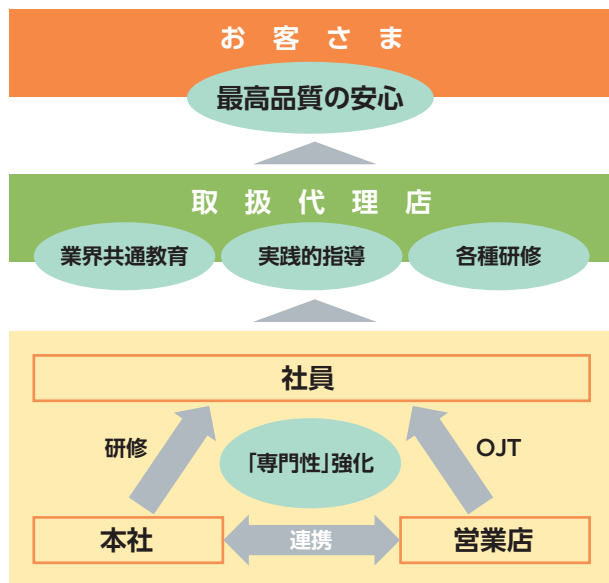 お客さま
最高品質の安心
取扱代理店
業界共通教育
実践的指導
各種研修
社員
研修
「専門性」強化
OJT
本社
連携
営業店